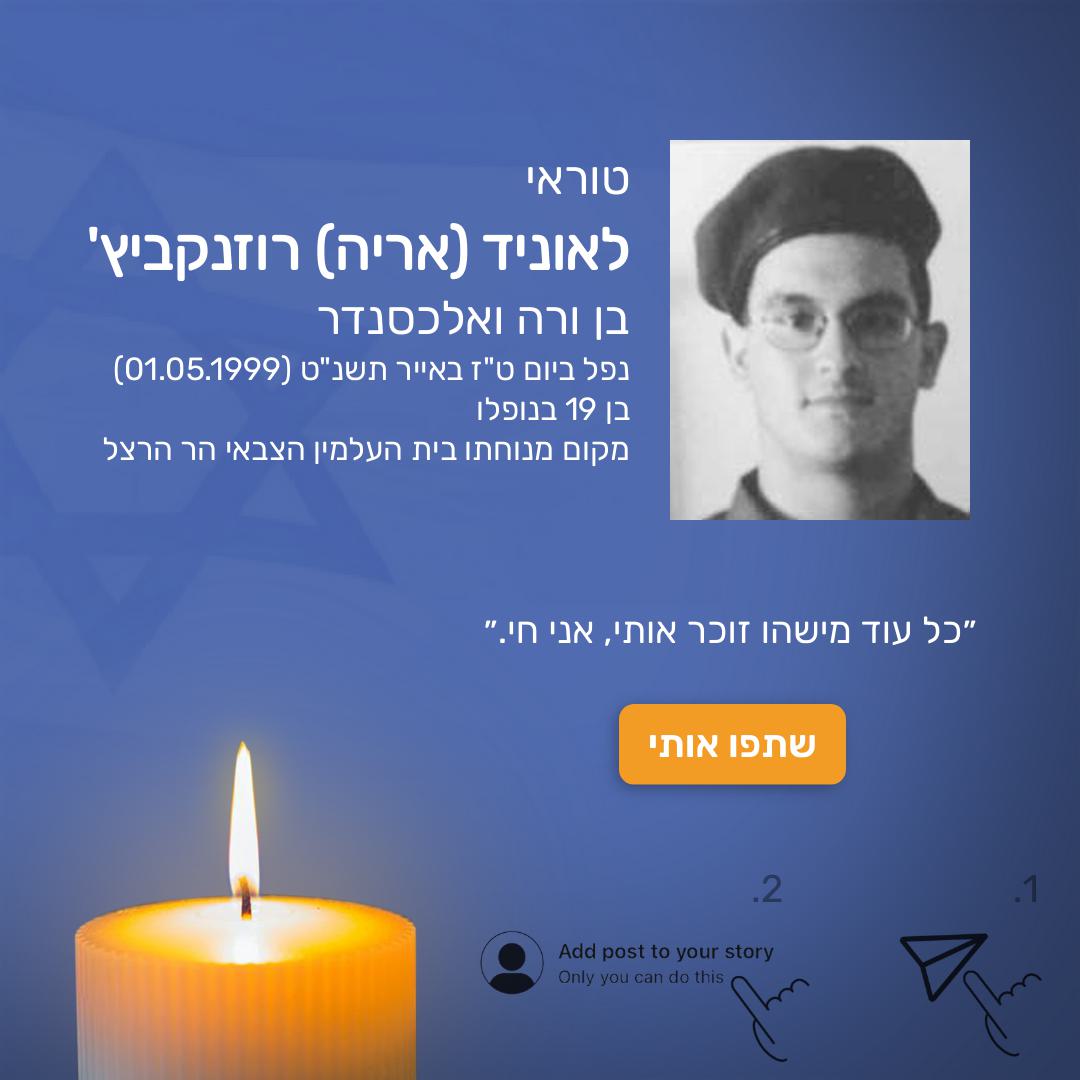 טוראי
לאוניד (אריה) רוזנקביץ'
בן ורה ואלכסנדר
נפל ביום ט"ז באייר תשנ"ט (01.05.1999)
בן 19 בנופלו
מקום מנוחתו בית העלמין הצבאי הר הרצל
״כל עוד מישהו זוכר אותי, אני חי.״
שתפו אותי
1.
2.
Add post to your story
Only you can do this